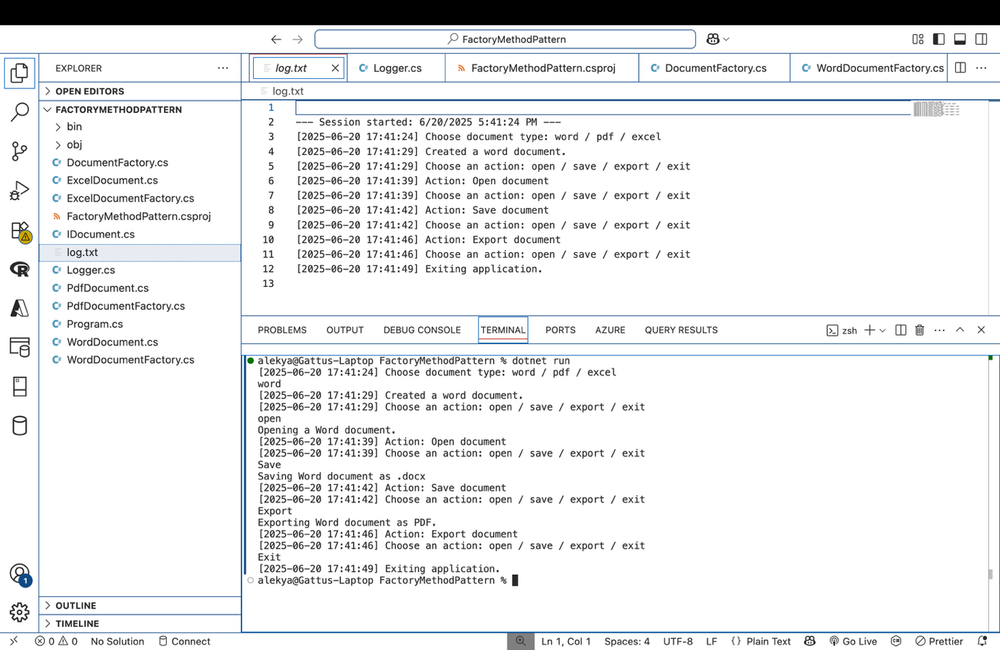 FactoryMethodPattern
EXPLORER
log.txt
Logger.cs
FactoryMethodPattern.csproj
DocumentFactory.cs
WordDocumentFactory.cs
OPEN EDITORS
FACTORYMETHODPATTERN
bin
obj
DocumentFactory.cs
ExcelDocument.cs
ExcelDocumentFactory.cs
FactoryMethodPattern.csproj
IDocument.cs
log.txt
Logger.cs
PdfDocument.cs
PdfDocumentFactory.cs
Program.cs
WordDocument.cs
WordDocumentFactory.cs
OUTLINE
TIMELINE
log.txt
1
2 --- Session started: 6/20/2025 5:41:24 PM ---
3 [2025-06-20 17:41:24] Choose document type: word / pdf / excel
4 [2025-06-20 17:41:29] Created a word document.
5 [2025-06-20 17:41:29] Choose an action: open / save / export / exit
6 [2025-06-20 17:41:39] Action: Open document
7 [2025-06-20 17:41:39] Choose an action: open / save / export / exit
8 [2025-06-20 17:41:42] Action: Save document
9 [2025-06-20 17:41:42] Choose an action: open / save / export / exit
10 [2025-06-20 17:41:46] Action: Export document
11 [2025-06-20 17:41:46] Choose an action: open / save / export / exit
12 [2025-06-20 17:41:49] Exiting application.
13
PROBLEMS OUTPUT DEBUG CONSOLE TERMINAL PORTS AZURE QUERY RESULTS zsh
alekya@Gattus-Laptop FactoryMethodPattern % dotnet run
[2025-06-20 17:41:24] Choose document type: word / pdf / excel
word
[2025-06-20 17:41:29] Created a word document.
[2025-06-20 17:41:29] Choose an action: open / save / export / exit
open
Opening a Word document.
[2025-06-20 17:41:39] Action: Open document
[2025-06-20 17:41:39] Choose an action: open / save / export / exit
Save
Saving Word document as .docx
[2025-06-20 17:41:42] Action: Save document
[2025-06-20 17:41:42] Choose an action: open / save / export / exit
Export
Exporting Word document as PDF.
[2025-06-20 17:41:46] Action: Export document
[2025-06-20 17:41:46] Choose an action: open / save / export / exit
Exit
[2025-06-20 17:41:49] Exiting application.
alekya@Gattus-Laptop FactoryMethodPattern %
1
0 0 No Solution Connect Ln 1, Col 1 Spaces: 4 UTF-8 LF {} Plain Text Go Live Prettier